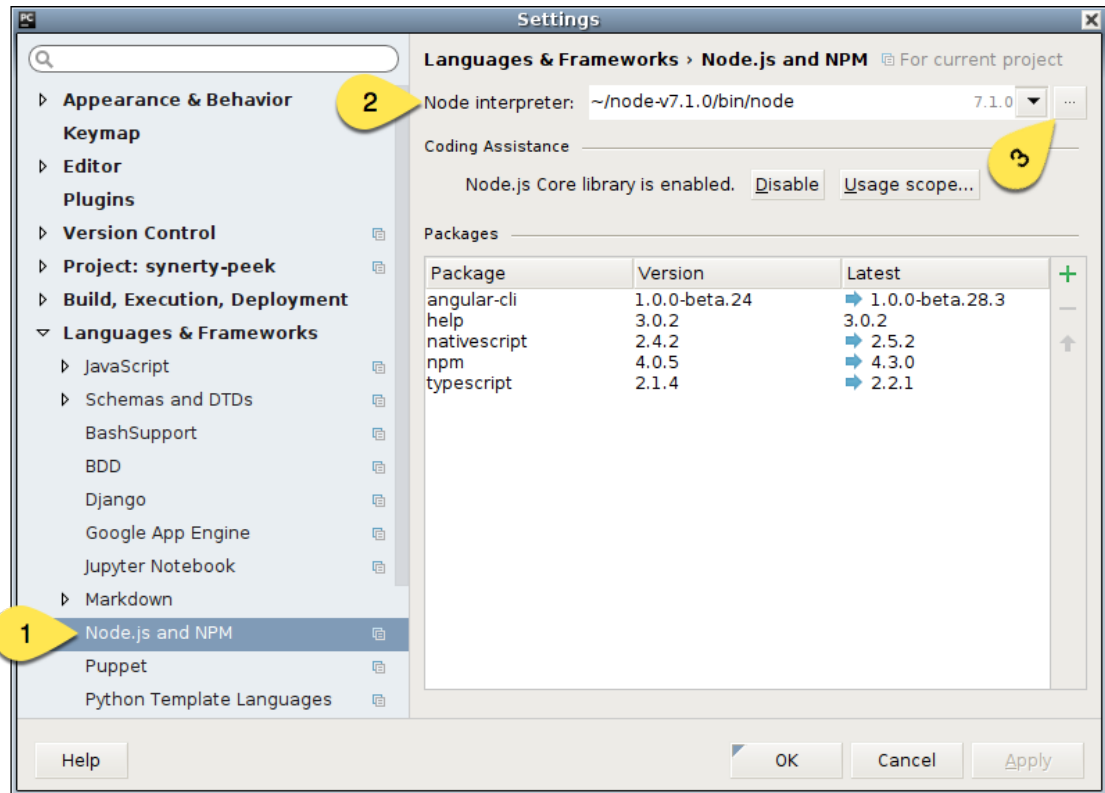 PC
Settings
Languages & Frameworks › Node.js and NPM For current project
Appearance & Behavior
2
Node interpreter: ~/node-v7.1.0/bin/node 7.1.0 ...
Keymap
Coding Assistance
3
Editor
Node.js Core library is enabled. Disable Usage scope...
Plugins
Version Control
Packages
Project: synerty-peek
Package Version Latest
Build, Execution, Deployment
angular-cli 1.0.0-beta.24 1.0.0-beta.28.3
help 3.0.2 3.0.2
Languages & Frameworks
nativescript 2.4.2 2.5.2
npm 4.0.5 4.3.0
JavaScript
typescript 2.1.4 2.2.1
Schemas and DTDs
BashSupport
BDD
Django
Google App Engine
Jupyter Notebook
Markdown
1
Node.js and NPM
Puppet
Python Template Languages
Help OK Cancel Apply